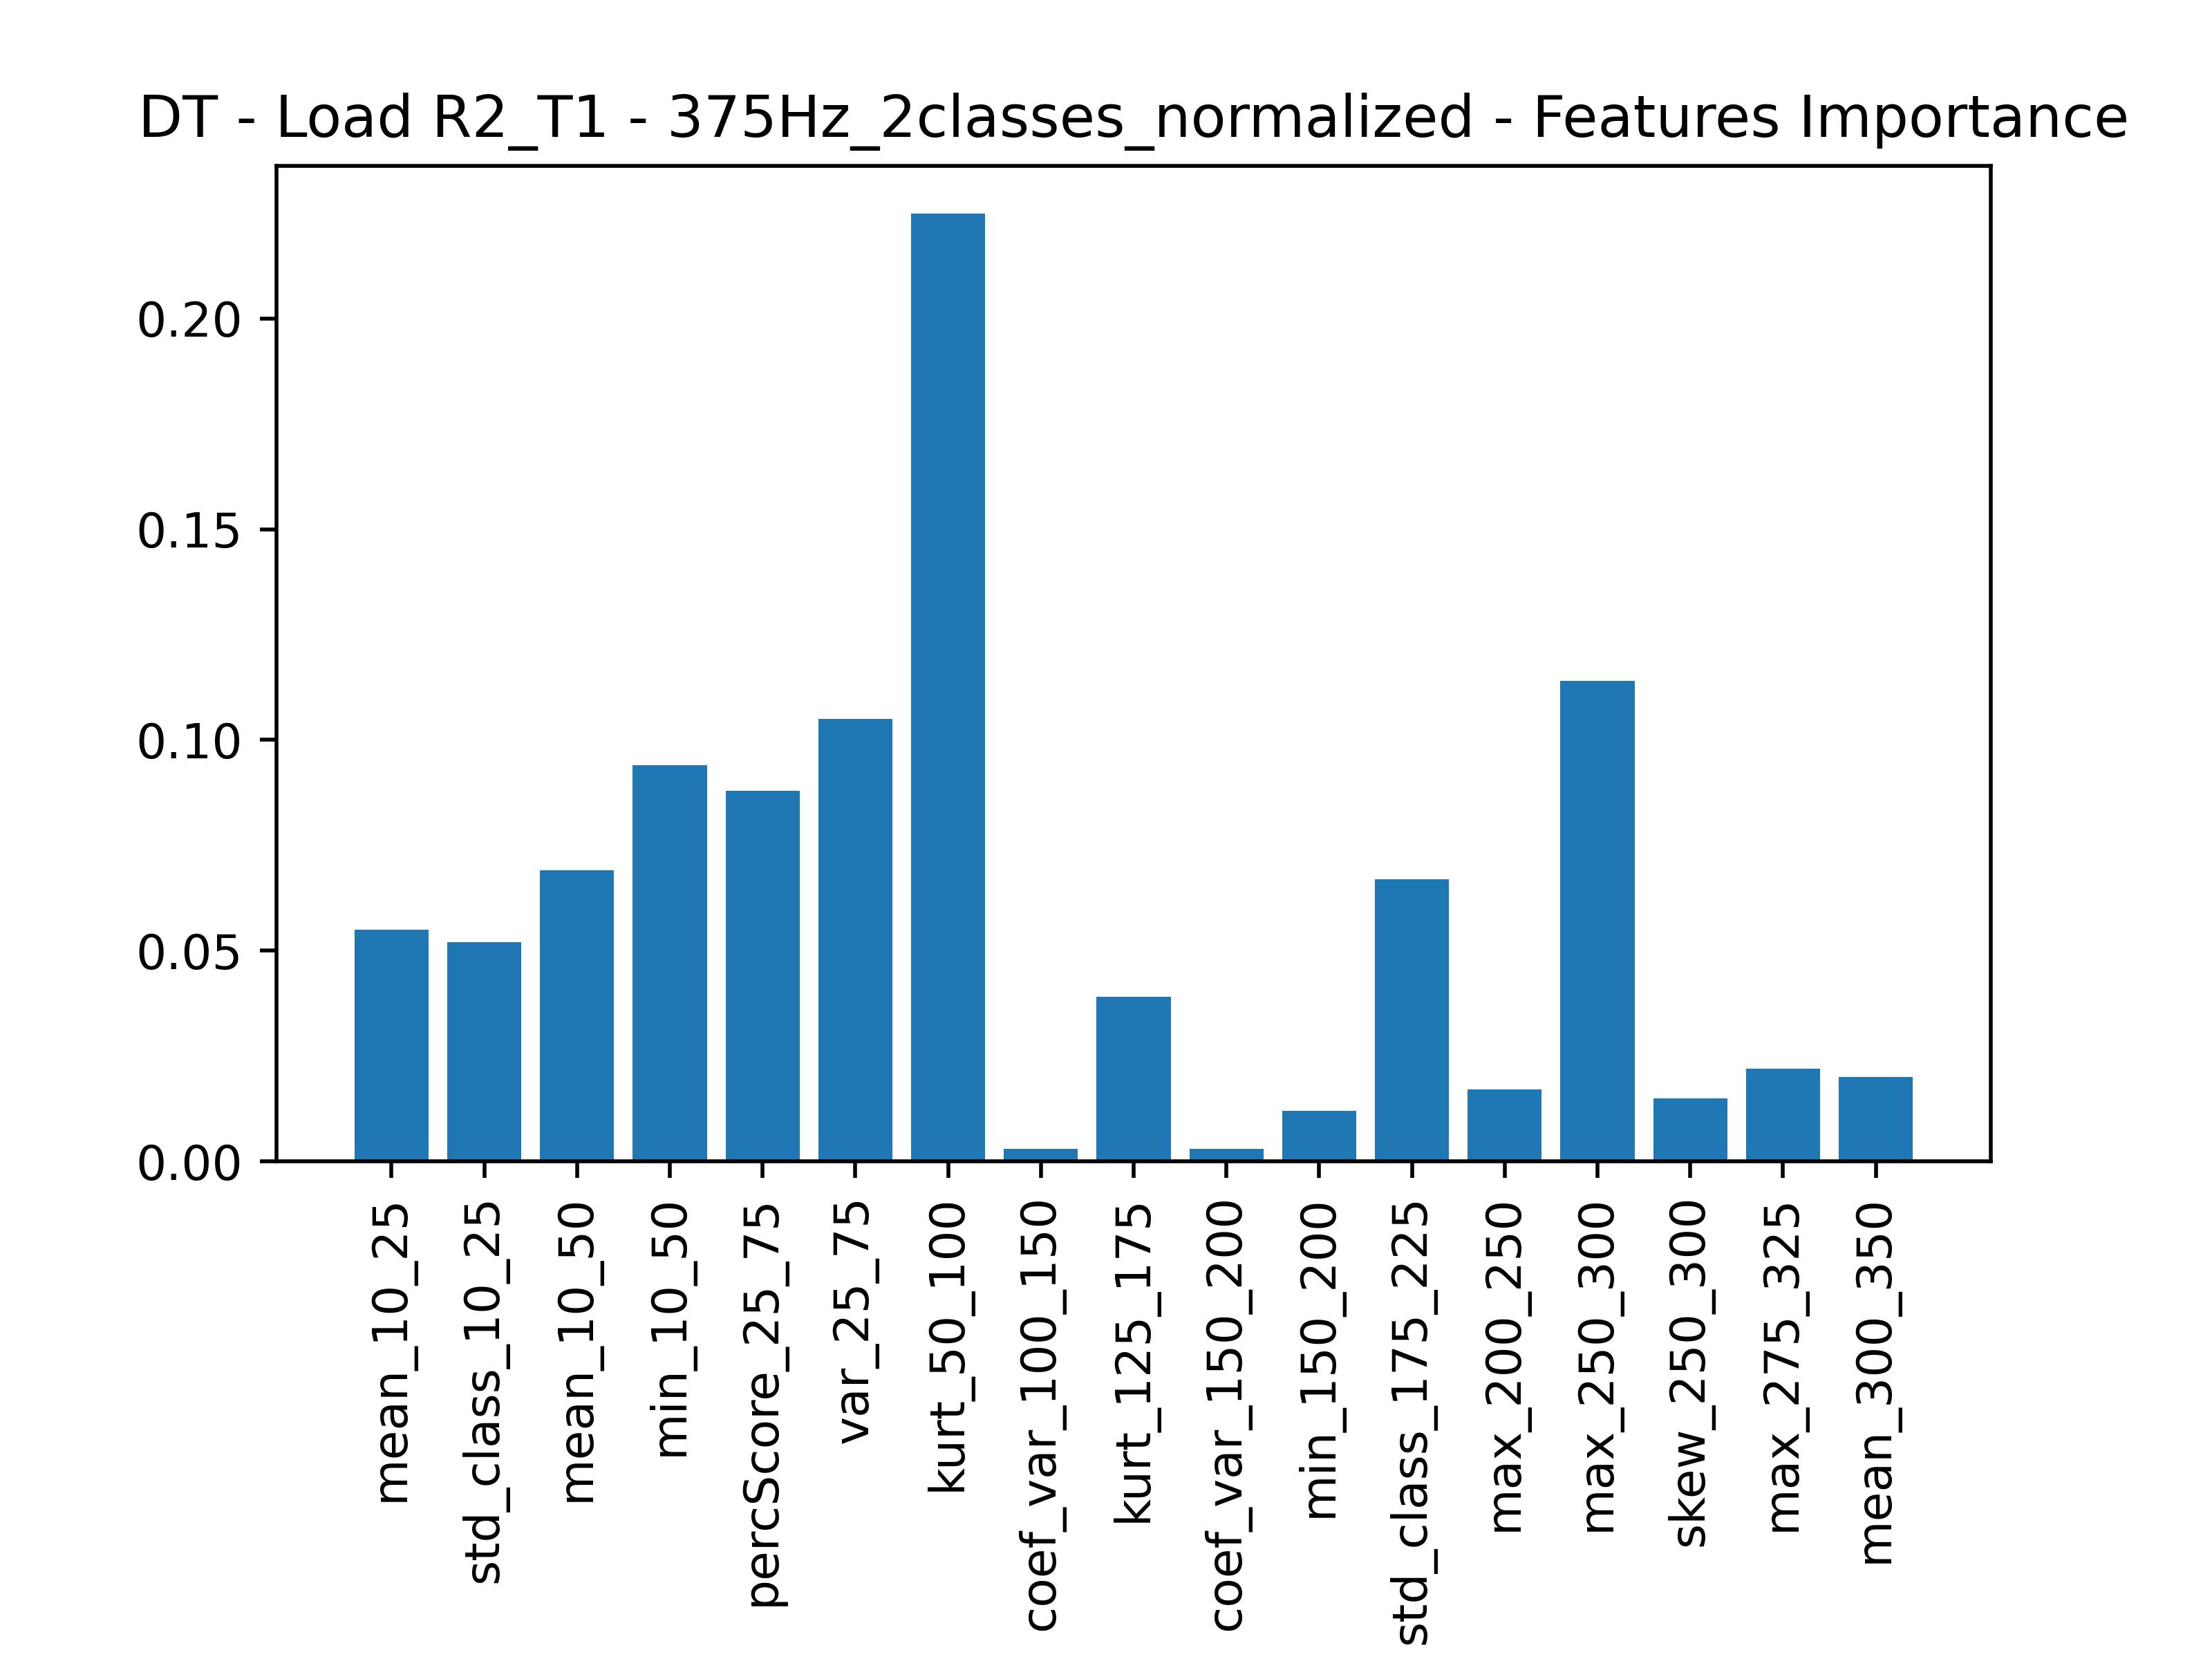 DT - Load R2_T1 - 375Hz_2classes_normalized - Features Importance
0.20
0.15
0.10
0.05
0.00
mean_10_25
std_class_10_25
mean_10_50
min_10_50
percScore_25_75
var_25_75
kurt_50_100
coef_var_100_150
kurt_125_175
coef_var_150_200
min_150_200
std_class_175_225
max_200_250
max_250_300
skew_250_300
max_275_325
mean_300_350